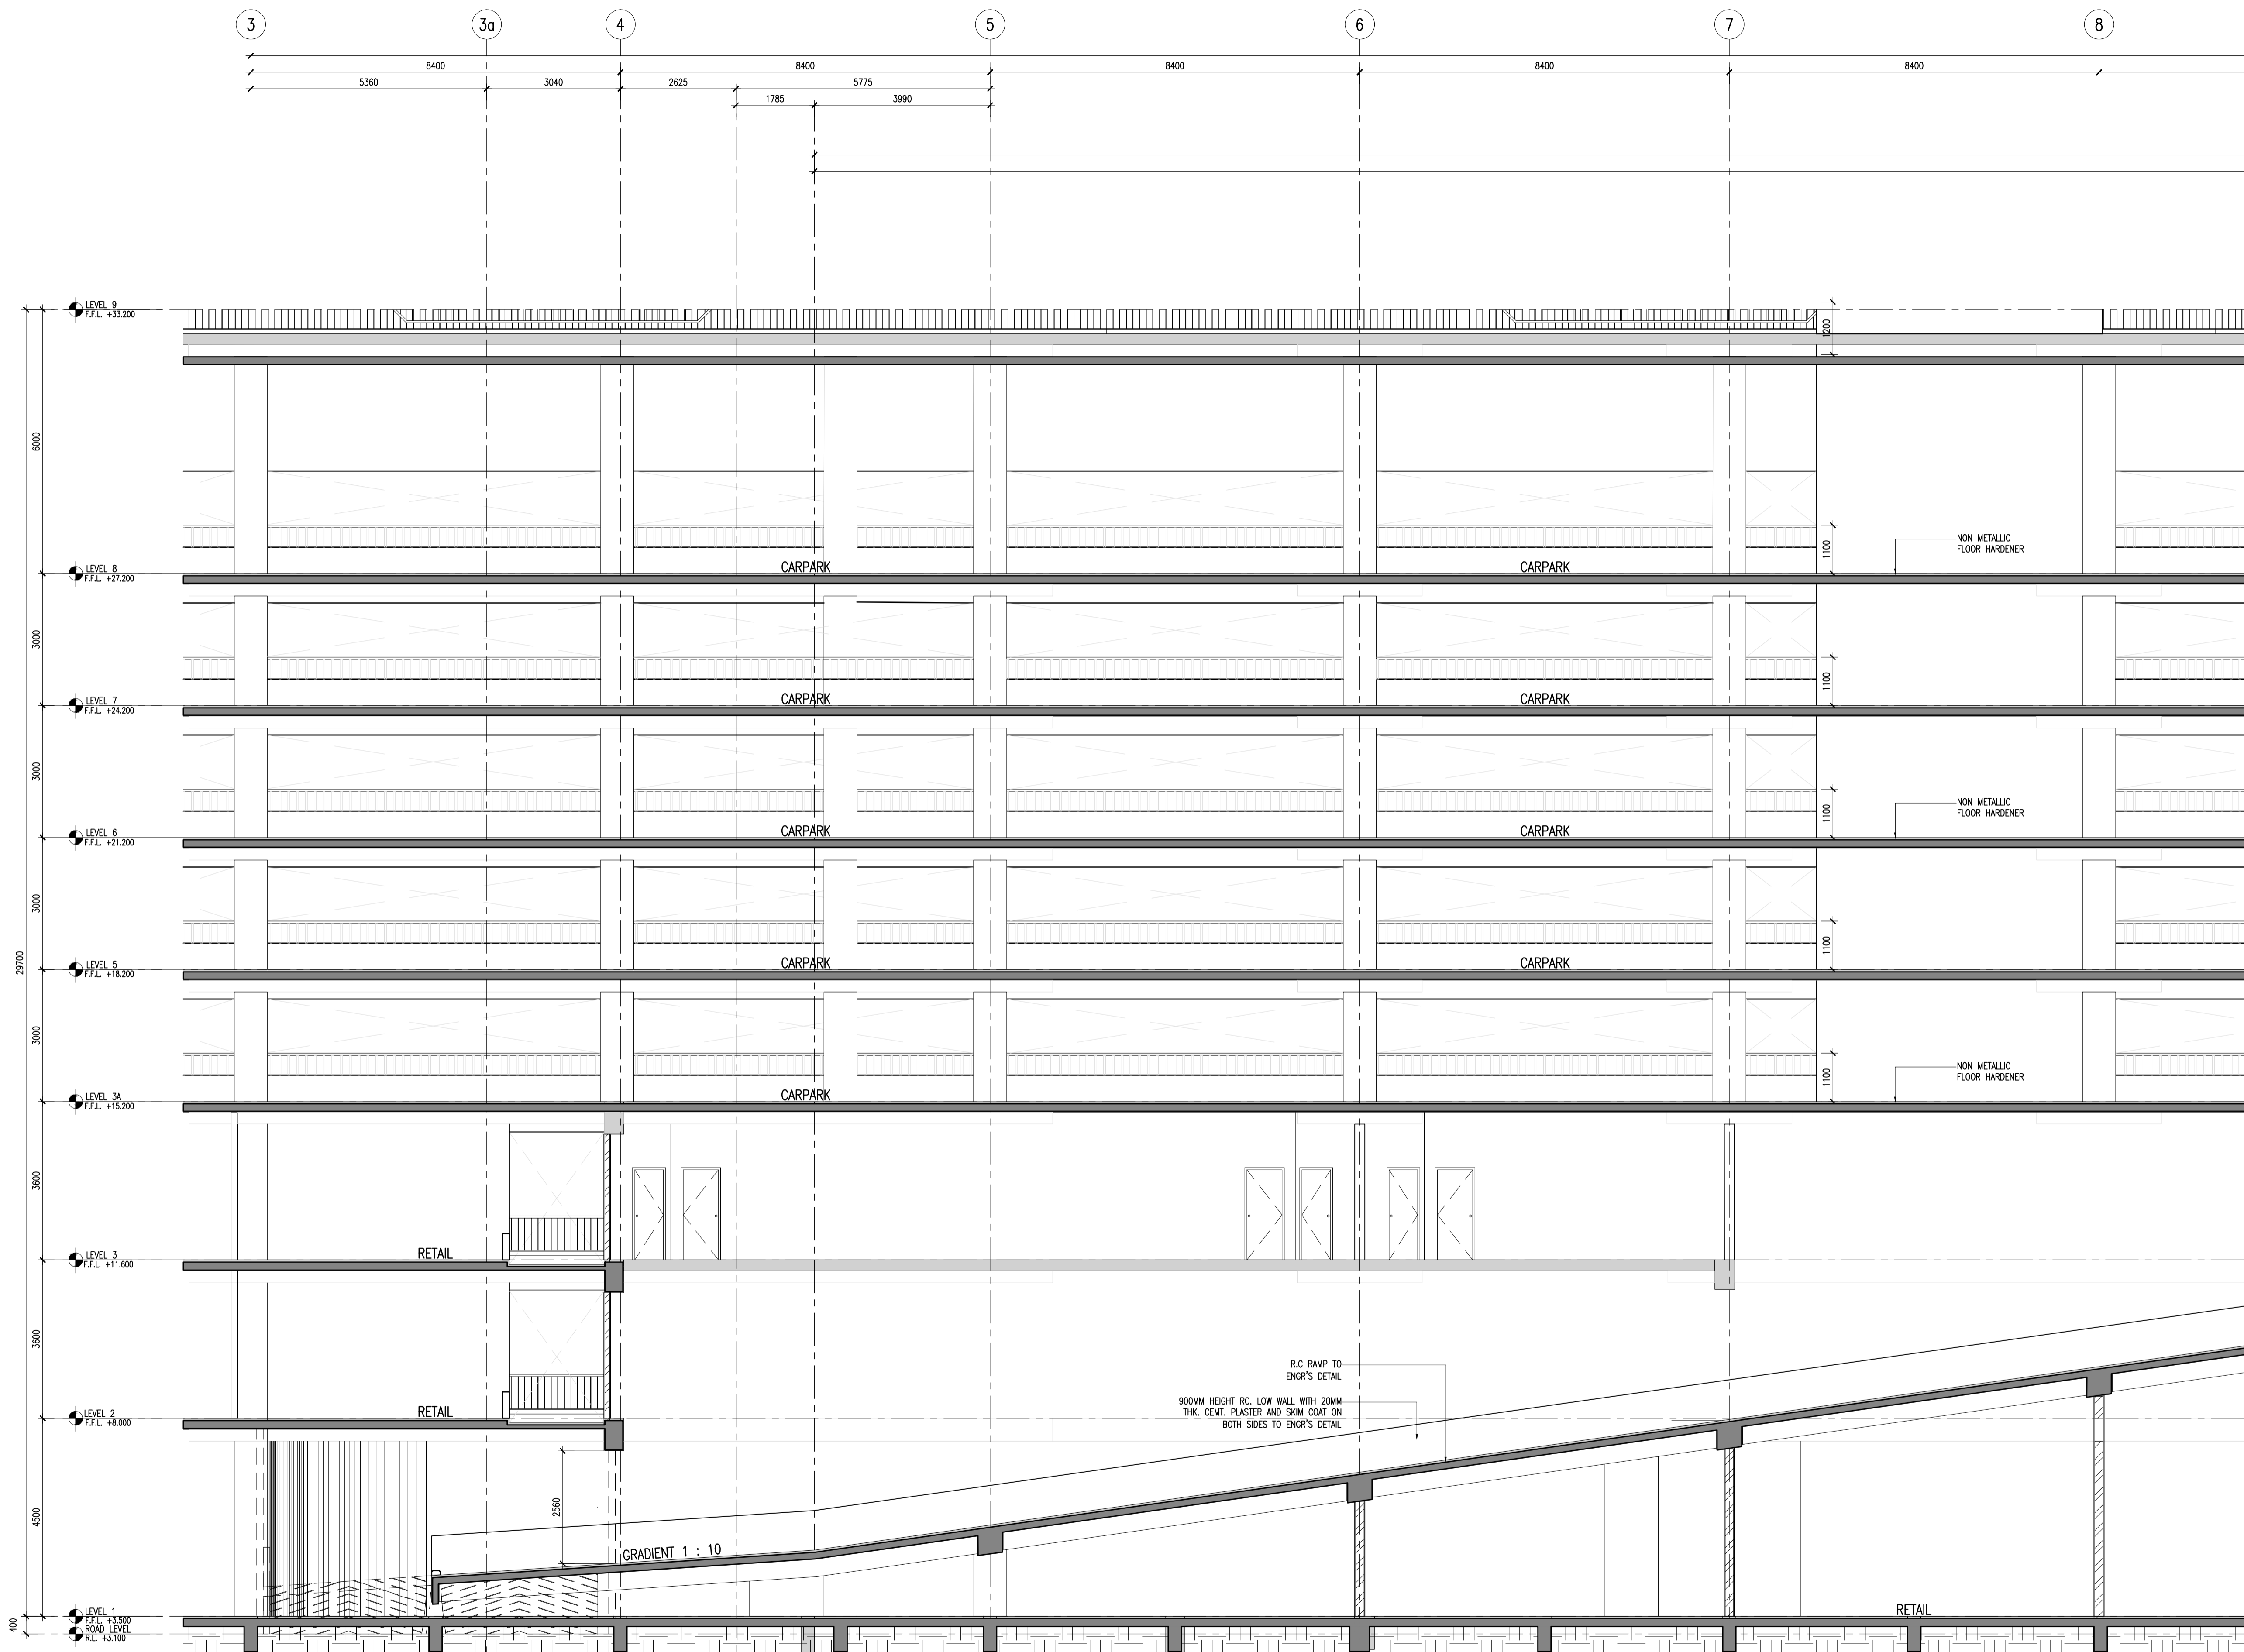 3
3a
4
5
6
7
8
8400
8400
8400
8400
8400
5360
3040
2625
5775
1785
3990
LEVEL 9
F.F.L. +33.200
1200
6000
NON METALLIC
FLOOR HARDENER
1100
LEVEL 8
F.F.L. +27.200
CARPARK
CARPARK
3000
1100
LEVEL 7
F.F.L. +24.200
CARPARK
CARPARK
3000
NON METALLIC
FLOOR HARDENER
1100
LEVEL 6
F.F.L. +21.200
CARPARK
CARPARK
3000
1100
29700
LEVEL 5
F.F.L. +18.200
CARPARK
CARPARK
3000
NON METALLIC
FLOOR HARDENER
1100
LEVEL 3A
F.F.L. +15.200
CARPARK
3600
LEVEL 3
F.F.L. +11.600
RETAIL
3600
R.C RAMP TO
ENGR'S DETAIL
900MM HEIGHT RC. LOW WALL WITH 20MM
THK. CEMT. PLASTER AND SKIM COAT ON
BOTH SIDES TO ENGR'S DETAIL
LEVEL 2
F.F.L. +8.000
RETAIL
4500
2560
GRADIENT 1 : 10
LEVEL 1
F.F.L. +3.500
RETAIL
400
ROAD LEVEL
R.L. +3.100